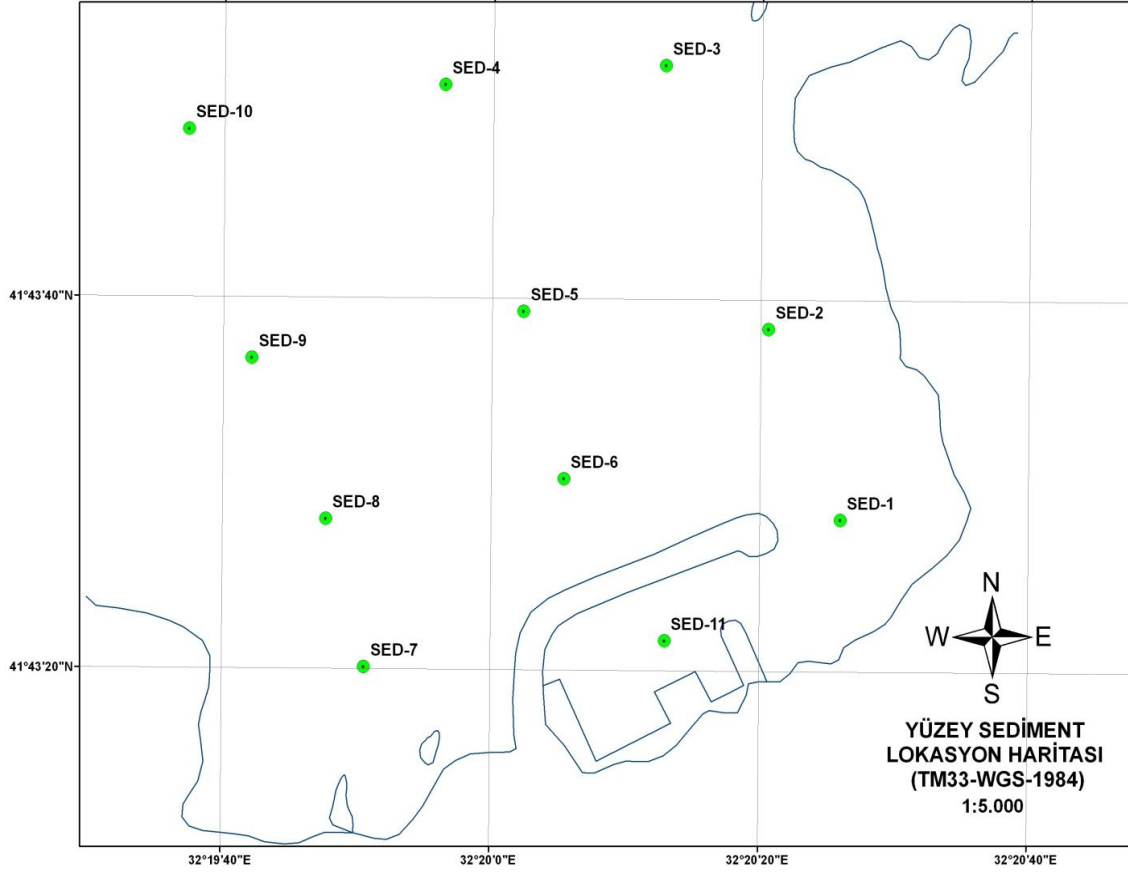 SED-3
SED-4
SED-10
41°43'40"N
SED-5
SED-2
SED-9
SED-6
SED-8
SED-1
N
SED-11
W
E
41°43'20"N
SED-7
S
YÜZEY SEDİMENT
LOKASYON HARİTASI
(TM33-WGS-1984)
1:5.000
32°19'40"E
32°20'0"E
32°20'20"E
32°20'40"E